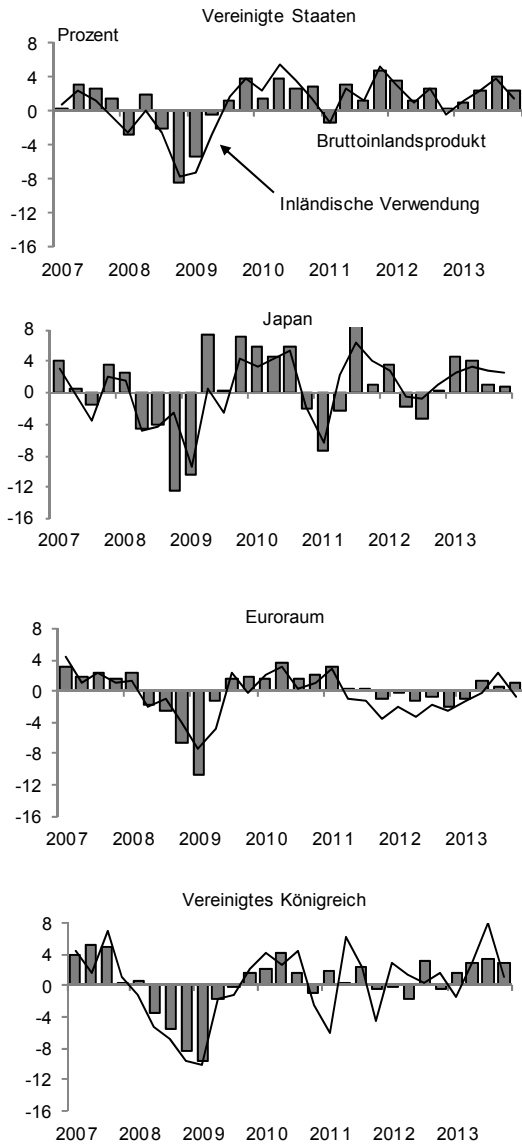 Vereinigte Staaten
Prozent
8
4
0
-4
-8
-12
-16
Bruttoinlandsprodukt
Inländische Verwendung
2007 2008 2009 2010 2011 2012 2013
Japan
8
4
0
-4
-8
-12
-16
2007 2008 2009 2010 2011 2012 2013
Euroraum
8
4
0
-4
-8
-12
-16
2007 2008 2009 2010 2011 2012 2013
Vereinigtes Königreich
8
4
0
-4
-8
-12
-16
2007 2008 2009 2010 2011 2012 2013